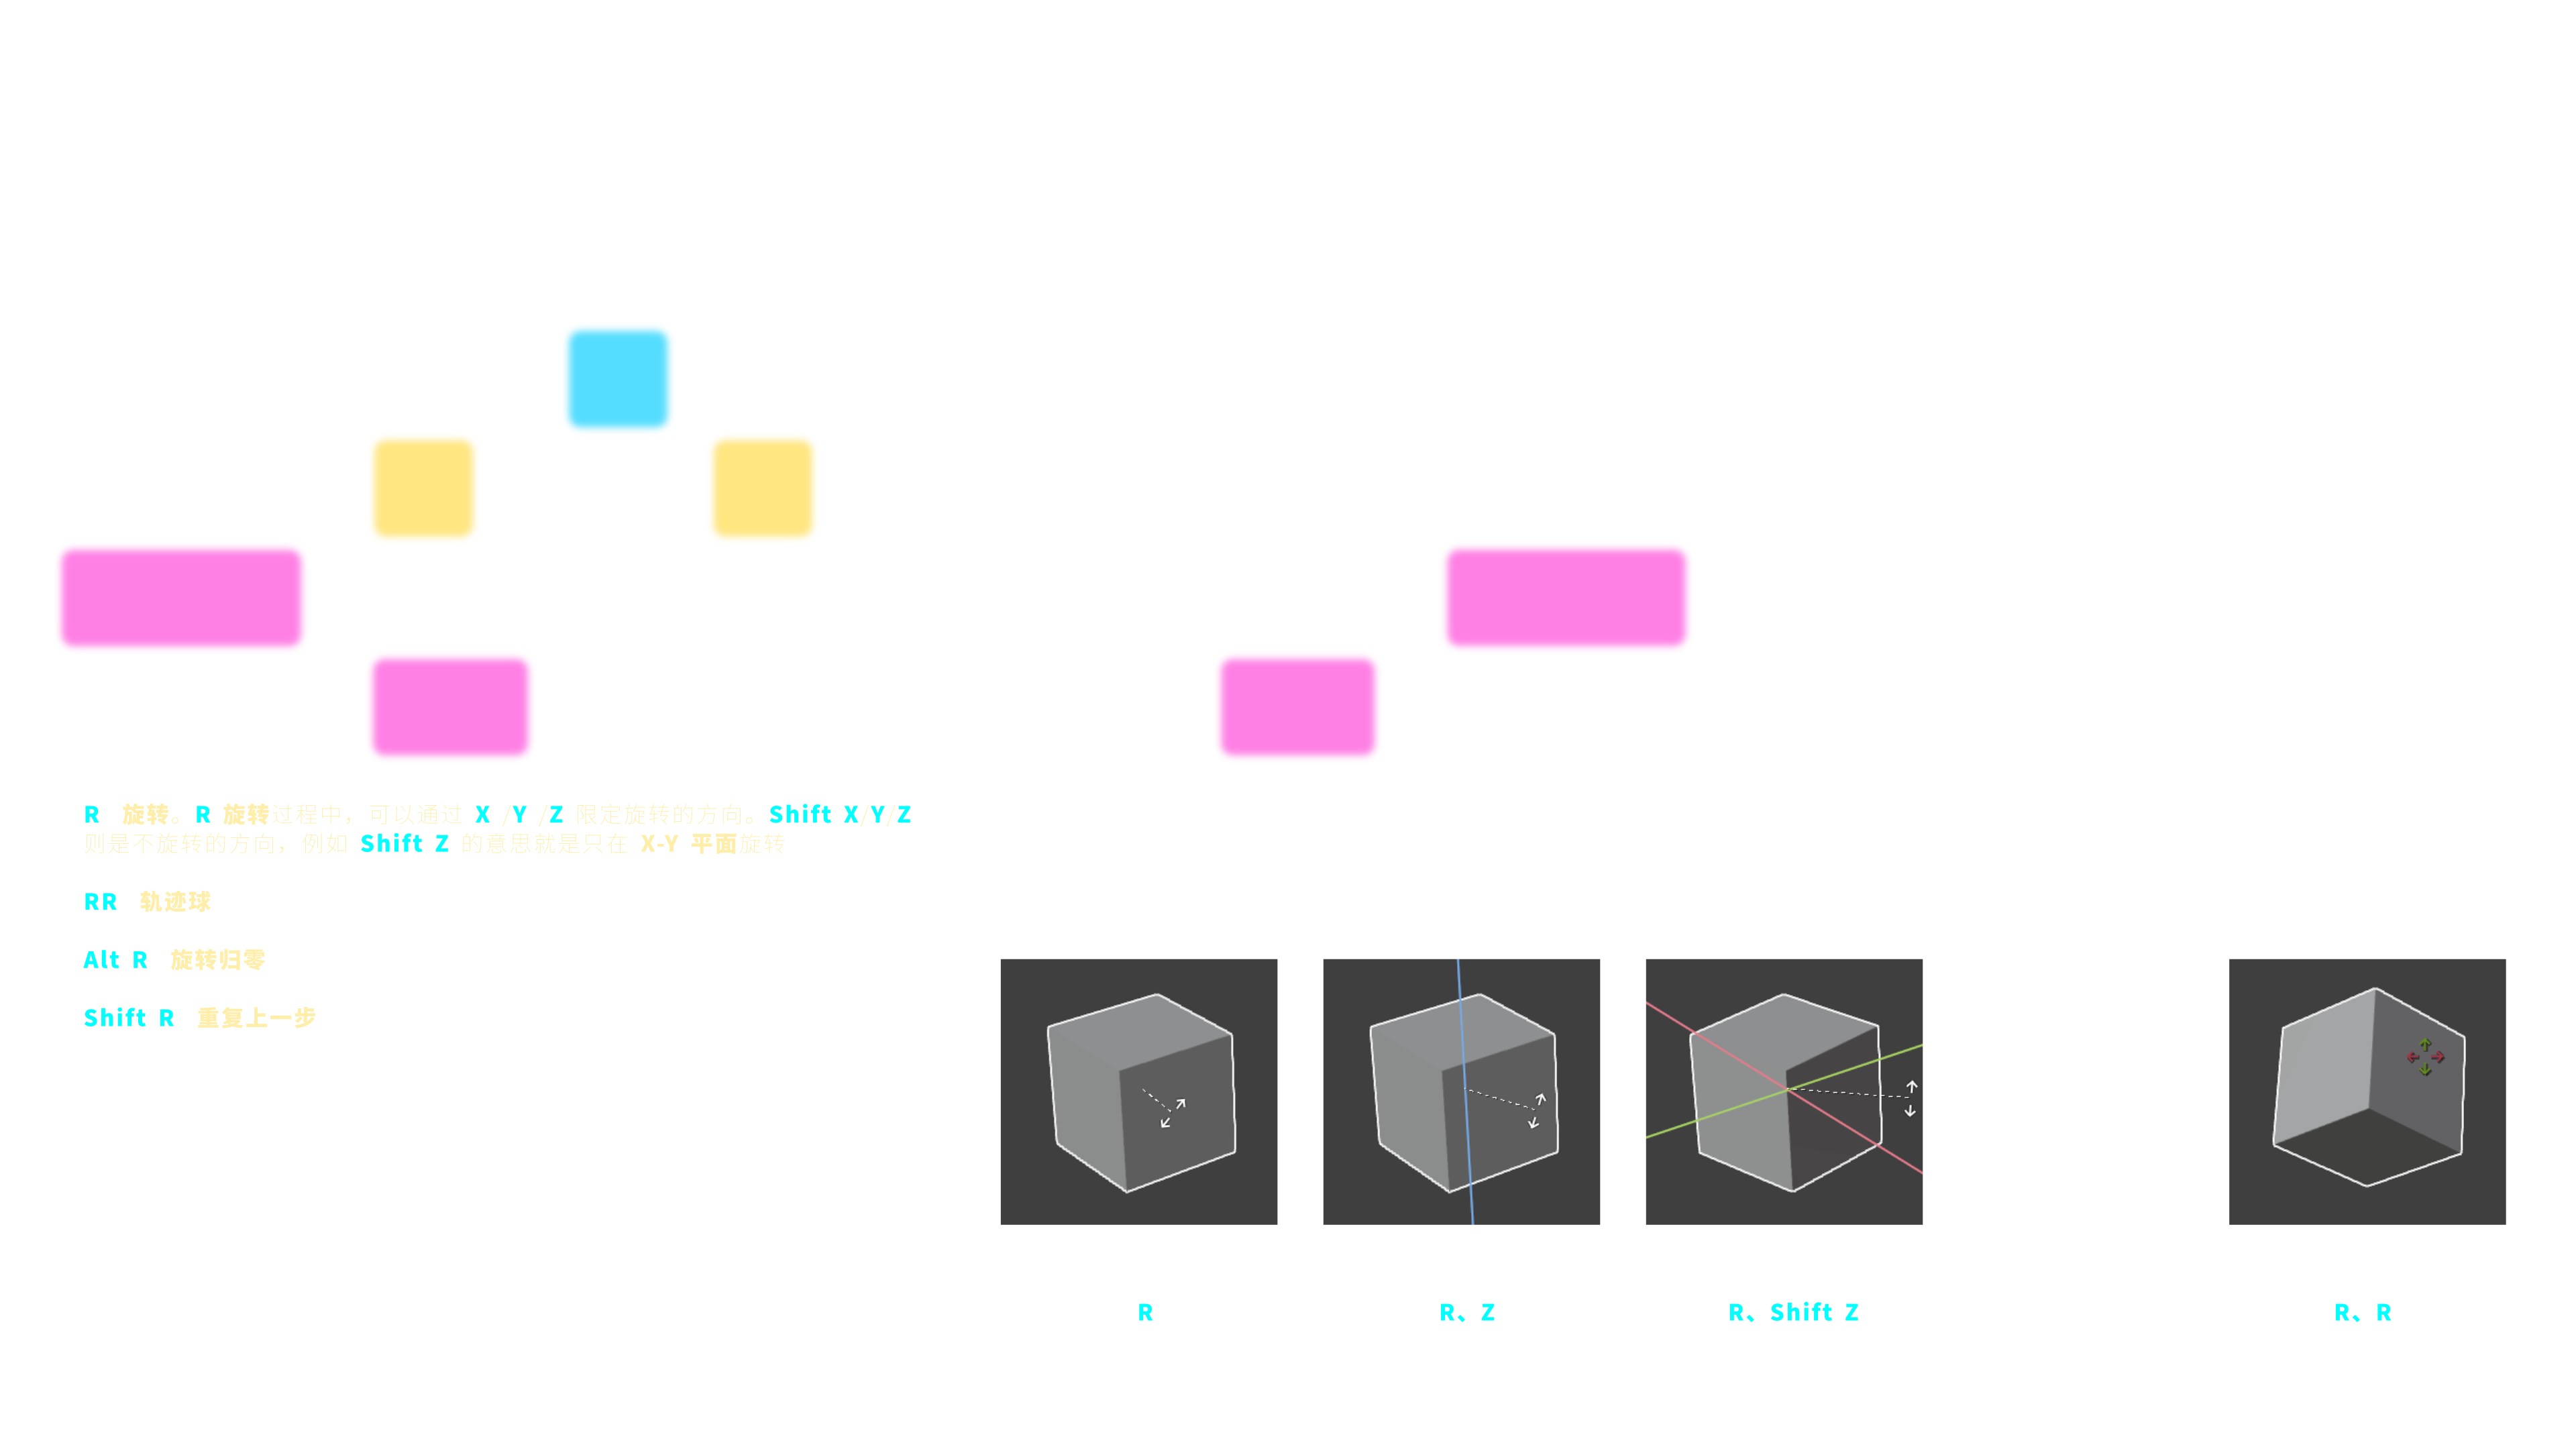 R 旋转。R 旋转过程中，可以通过 X /Y /Z 限定旋转的方向。Shift X/Y/Z
则是不旋转的方向，例如 Shift Z 的意思就是只在 X-Y 平面旋转
RR 轨迹球
Alt R 旋转归零
Shift R 重复上一步
R
R、Z
R、Shift Z
R、R